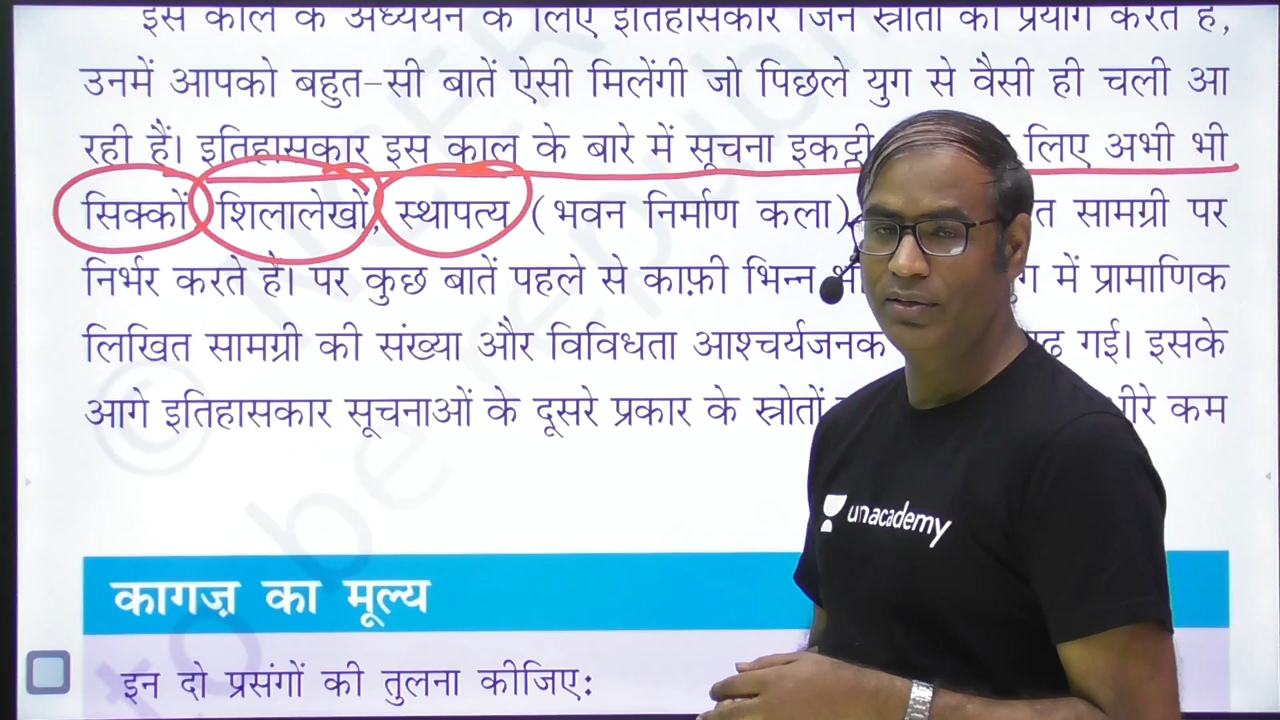 इस काल के अध्ययन के लिए इतिहासकार जिन स्रोतों का प्रयोग करते हैं,
उनमें आपको बहुत-सी बातें ऐसी मिलेंगी जो पिछले युग से वैसी ही चली आ
रही हैं। इतिहासकार इस काल के बारे में सूचना इकट्ठी लिए अभी भी
सिक्कों शिलालेखों, स्थापत्य (भवन निर्माण कला) सामग्री पर
निर्भर करते हैं। पर कुछ बातें पहले से काफ़ी भिन्न में प्रामाणिक
लिखित सामग्री की संख्या और विविधता आश्चर्यजनक गई। इसके
आगे इतिहासकार सूचनाओं के दूसरे प्रकार के स्रोतों कम
unacademy
कागज़ का मूल्य
इन दो प्रसंगों की तुलना कीजिए: